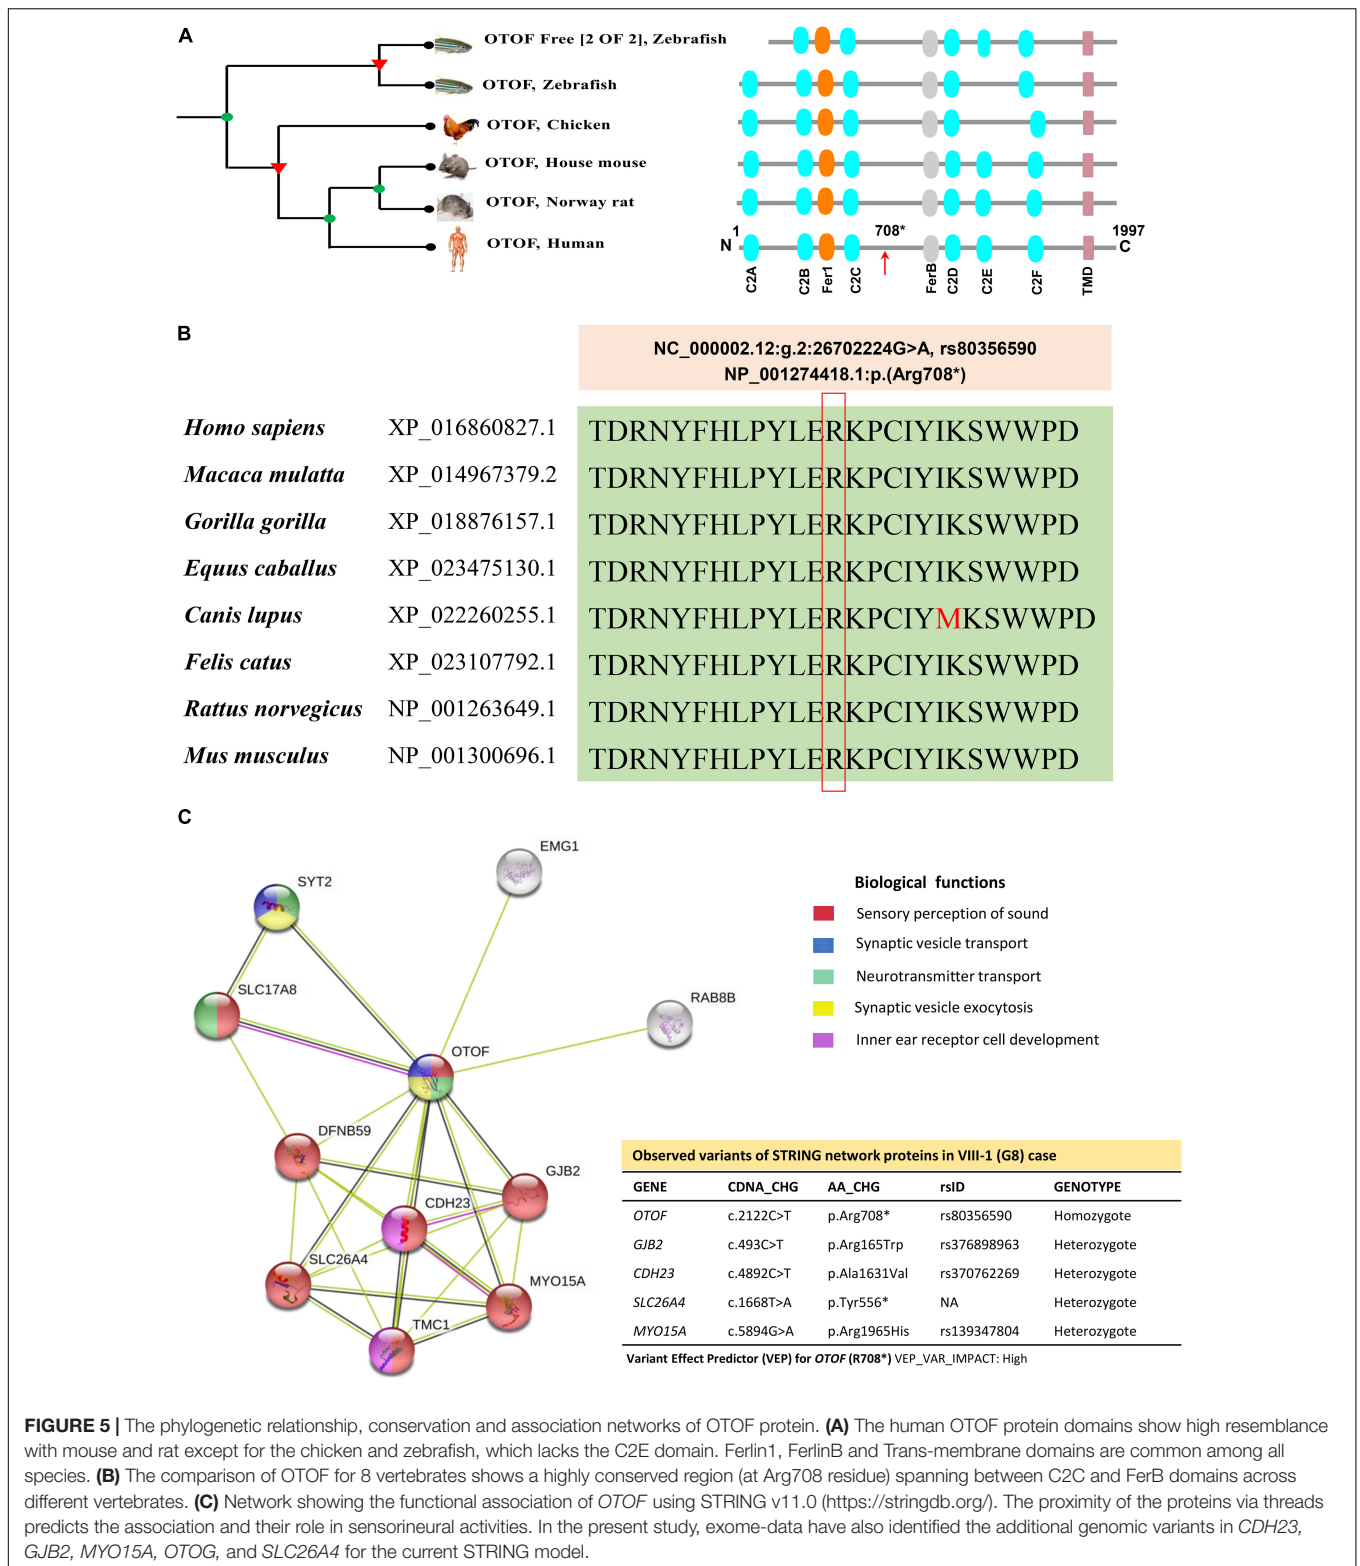 A
OTOF Free [2 OF 2], Zebrafish
OTOF, Zebrafish
OTOF, Chicken
OTOF, House mouse
OTOF, Norway rat
OTOF, Human
1
708*
1997
N
C
C2A
C2B
Fer1
C2C
FerB
C2D
C2E
C2F
TMD
B
NC_000002.12:g.2:26702224G>A, rs80356590
NP_001274418.1:p.(Arg708*)
Homo sapiens XP_016860827.1 TDRNYFHLPYLERKPCIYIKSWWPD
Macaca mulatta XP_014967379.2 TDRNYFHLPYLERKPCIYIKSWWPD
Gorilla gorilla XP_018876157.1 TDRNYFHLPYLERKPCIYIKSWWPD
Equus caballus XP_023475130.1 TDRNYFHLPYLERKPCIYIKSWWPD
Canis lupus XP_022260255.1 TDRNYFHLPYLERKPCIYMKSWWPD
Felis catus XP_023107792.1 TDRNYFHLPYLERKPCIYIKSWWPD
Rattus norvegicus NP_001263649.1 TDRNYFHLPYLERKPCIYIKSWWPD
Mus musculus NP_001300696.1 TDRNYFHLPYLERKPCIYIKSWWPD
C
EMG1
SYT2
SLC17A8
RAB8B
OTOF
DFNB59
GJB2
CDH23
SLC26A4
MYO15A
TMC1
Biological functions
Sensory perception of sound
Synaptic vesicle transport
Neurotransmitter transport
Synaptic vesicle exocytosis
Inner ear receptor cell development
Observed variants of STRING network proteins in VIII-1 (G8) case
GENE CDNA_CHG AA_CHG rsID GENOTYPE
OTOF c.2122C>T p.Arg708* rs80356590 Homozygote
GJB2 c.493C>T p.Arg165Trp rs376898963 Heterozygote
CDH23 c.4892C>T p.Ala1631Val rs370762269 Heterozygote
SLC26A4 c.1668T>A p.Tyr556* NA Heterozygote
MYO15A c.5894G>A p.Arg1965His rs139347804 Heterozygote
Variant Effect Predictor (VEP) for OTOF (R708*) VEP_VAR_IMPACT: High
FIGURE 5 | The phylogenetic relationship, conservation and association networks of OTOF protein. (A) The human OTOF protein domains show high resemblance
with mouse and rat except for the chicken and zebrafish, which lacks the C2E domain. Ferlin1, FerlinB and Trans-membrane domains are common among all
species. (B) The comparison of OTOF for 8 vertebrates shows a highly conserved region (at Arg708 residue) spanning between C2C and FerB domains across
different vertebrates. (C) Network showing the functional association of OTOF using STRING v11.0 (https://stringdb.org/). The proximity of the proteins via threads
predicts the association and their role in sensorineural activities. In the present study, exome-data have also identified the additional genomic variants in CDH23,
GJB2, MYO15A, OTOG, and SLC26A4 for the current STRING model.